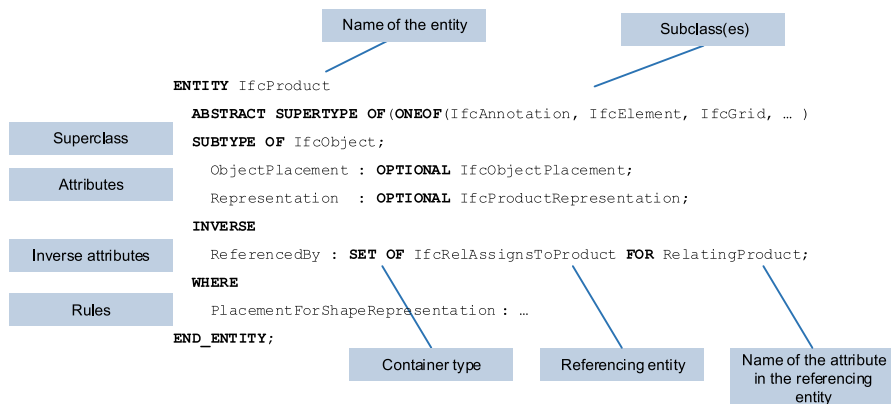 Name of the entity
Subclass(es)
ENTITY IfcProduct
ABSTRACT SUPERTYPE OF(ONEOF(IfcAnnotation, IfcElement, IfcGrid, … )
Superclass
SUBTYPE OF IfcObject;
Attributes
ObjectPlacement : OPTIONAL IfcObjectPlacement;
Representation : OPTIONAL IfcProductRepresentation;
INVERSE
Inverse attributes
ReferencedBy : SET OF IfcRelAssignsToProduct FOR RelatingProduct;
WHERE
Rules
PlacementForShapeRepresentation : …
END_ENTITY;
Container type
Referencing entity
Name of the attribute
in the referencing
entity